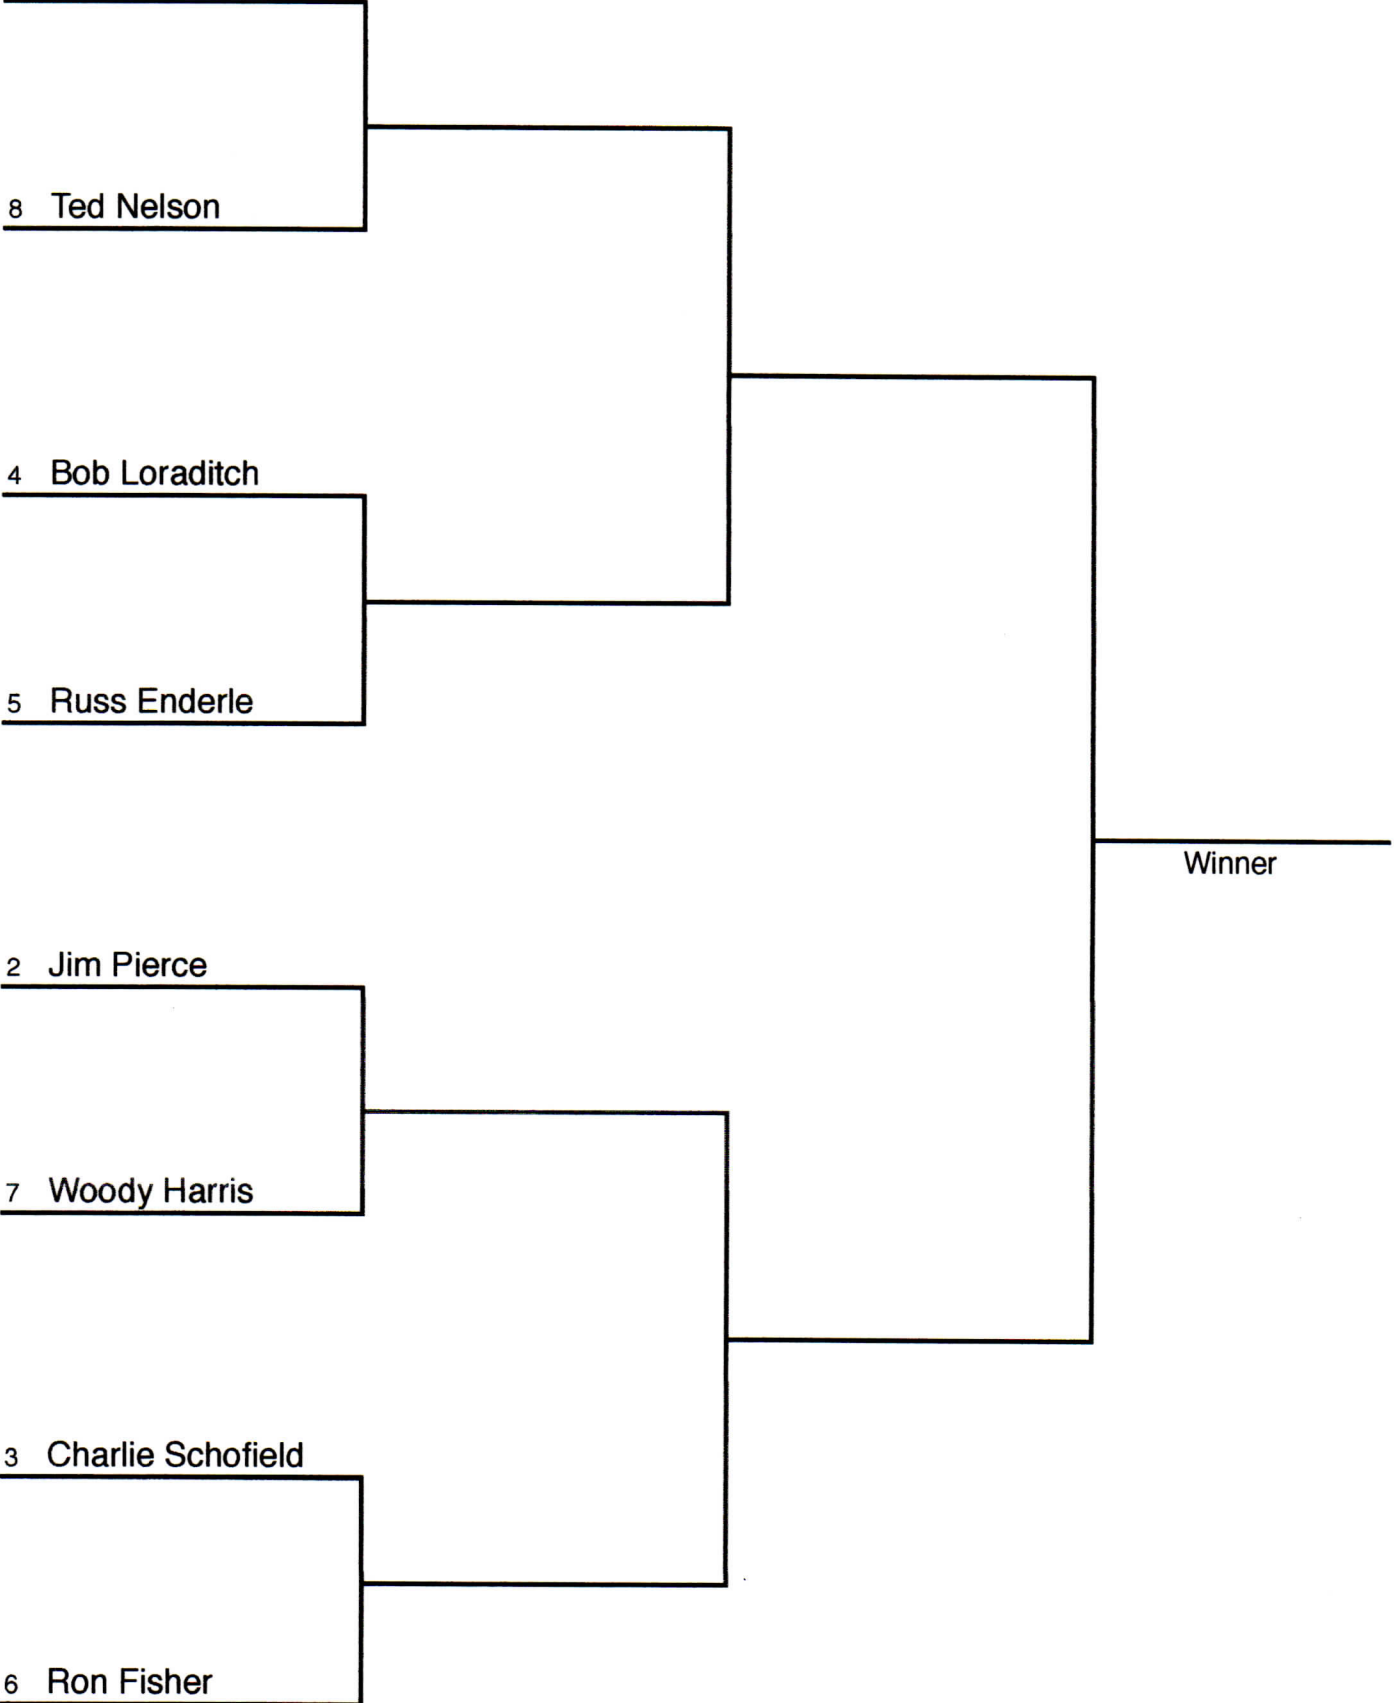 8 Ted Nelson
4 Bob Loraditch
5 Russ Enderle
Winner
2 Jim Pierce
7 Woody Harris
3 Charlie Schofield
6 Ron Fisher